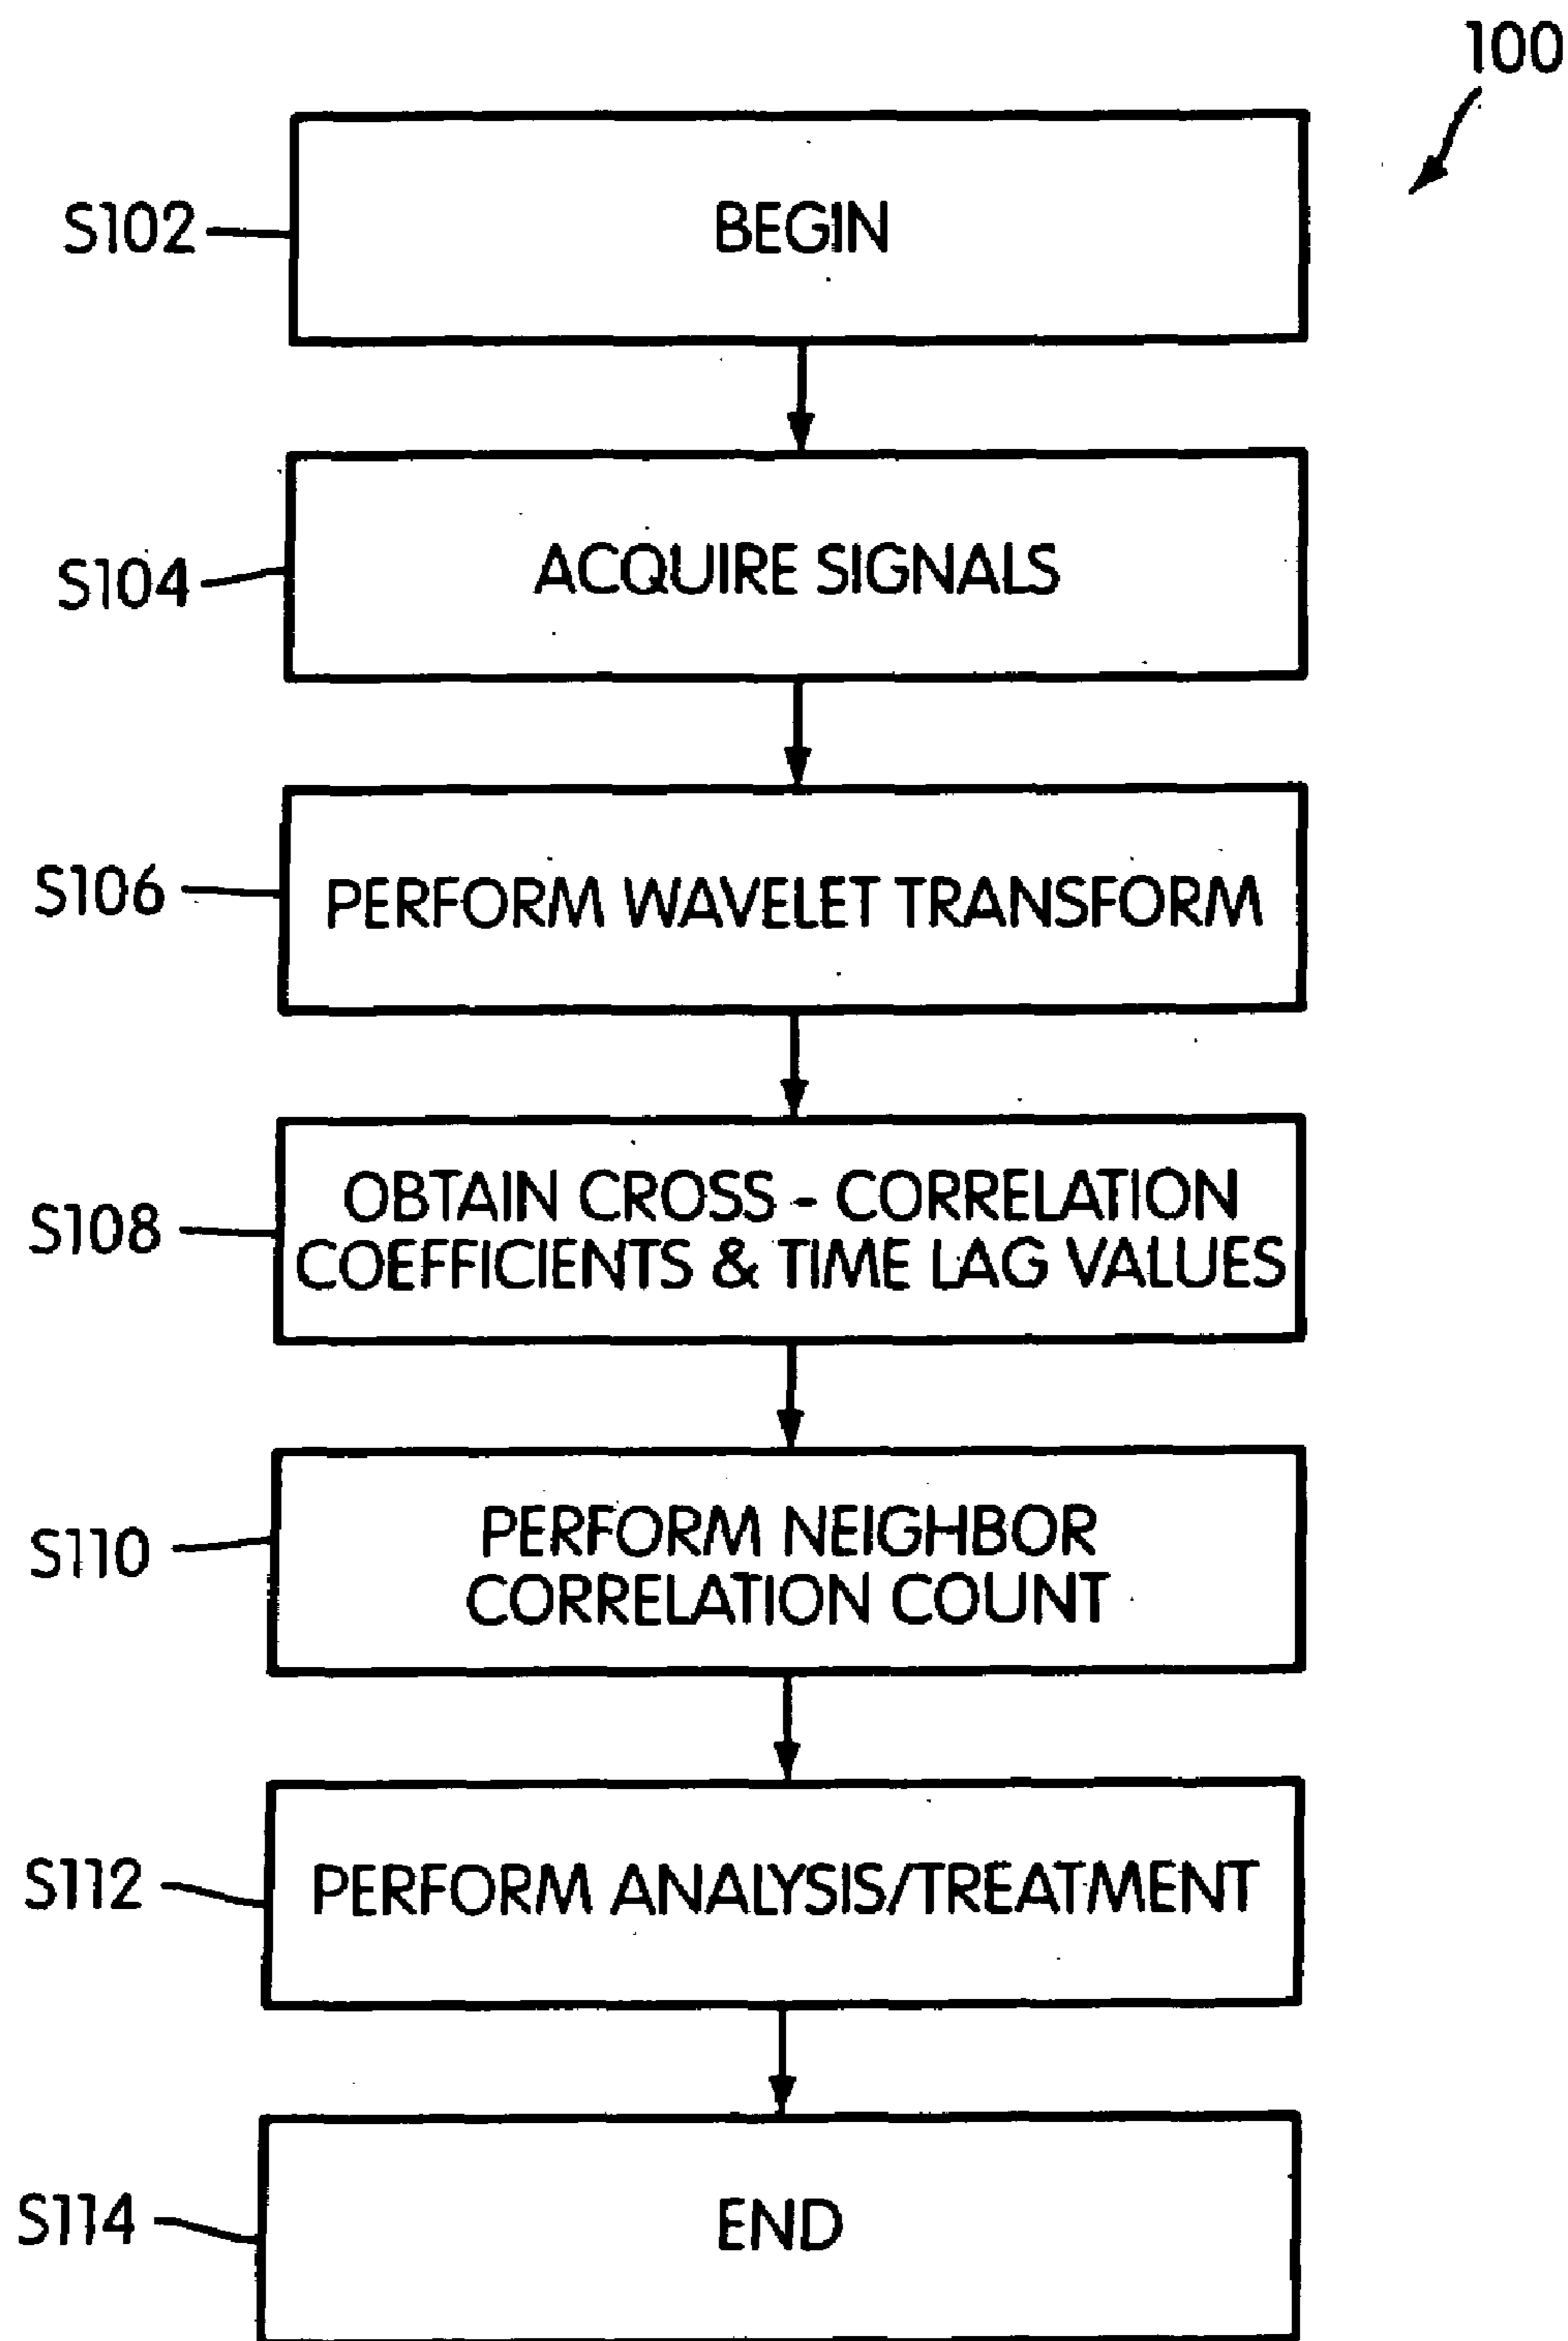 100
S102
BEGIN
S104
ACQUIRE SIGNALS
S106
PERFORM WAVELET TRANSFORM
S108
OBTAIN CROSS - CORRELATION
COEFFICIENTS & TIME LAG VALUES
S110
PERFORM NEIGHBOR
CORRELATION COUNT
S112
PERFORM ANALYSIS/TREATMENT
S114
END